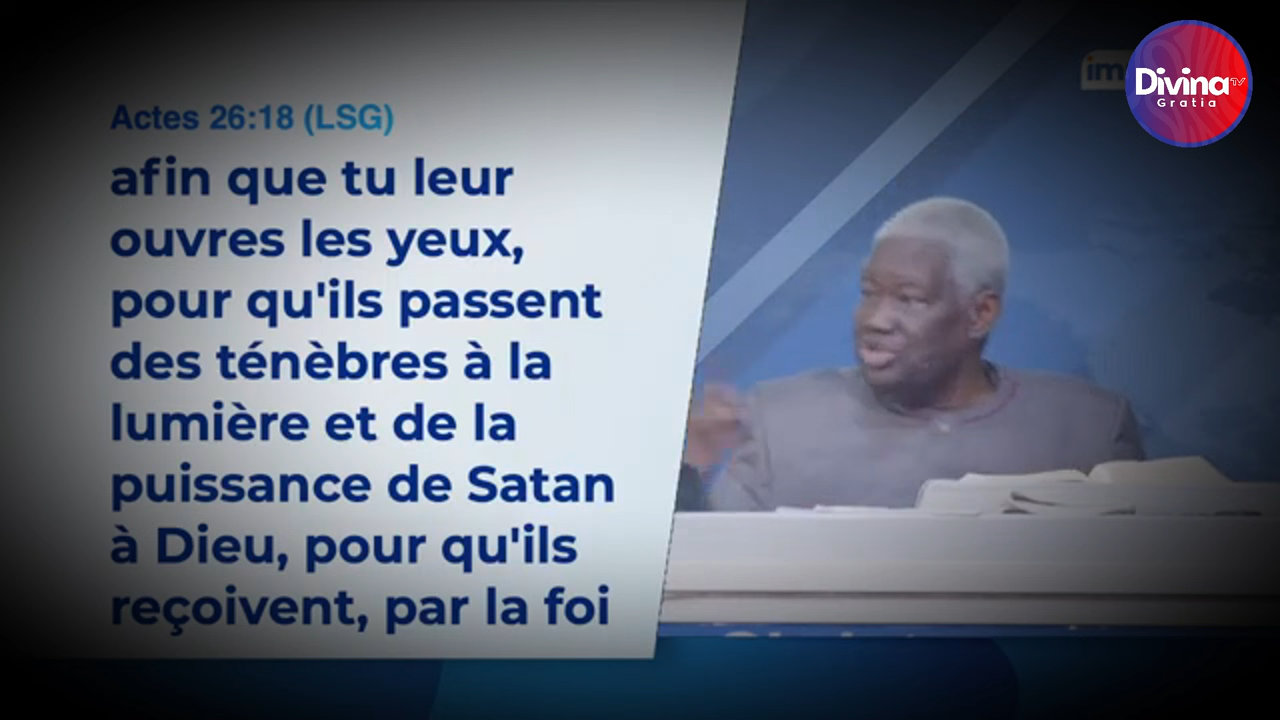 Actes 26:18 (LSG)
afin que tu leur
ouvres les yeux,
pour qu'ils passent
des ténèbres à la
lumière et de la
puissance de Satan
à Dieu, pour qu'ils
reçoivent, par la foi
Divina TV
Gratia